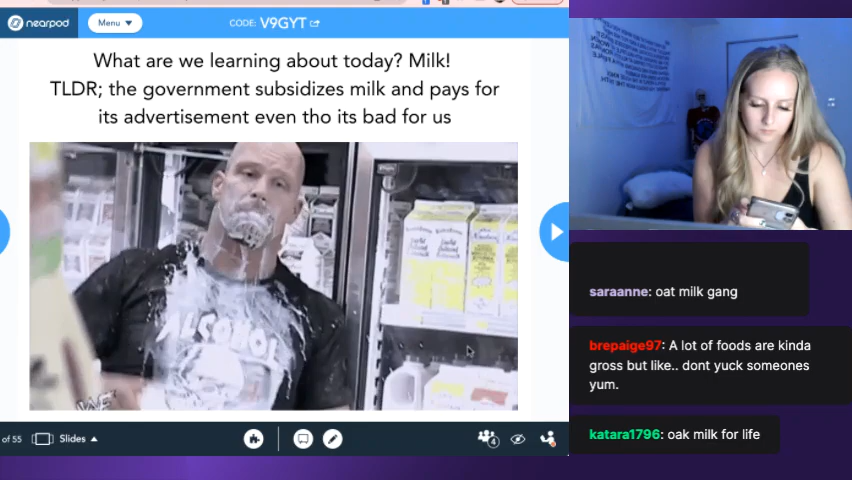 nearpod
Menu
CODE: V9GYT
What are we learning about today? Milk!
TLDR; the government subsidizes milk and pays for
its advertisement even tho its bad for us
ALCOHOL
of 55
Slides
4
saraanne: oat milk gang
brepaige97: A lot of foods are kinda
gross but like.. dont yuck someones
yum.
katara1796: oak milk for life